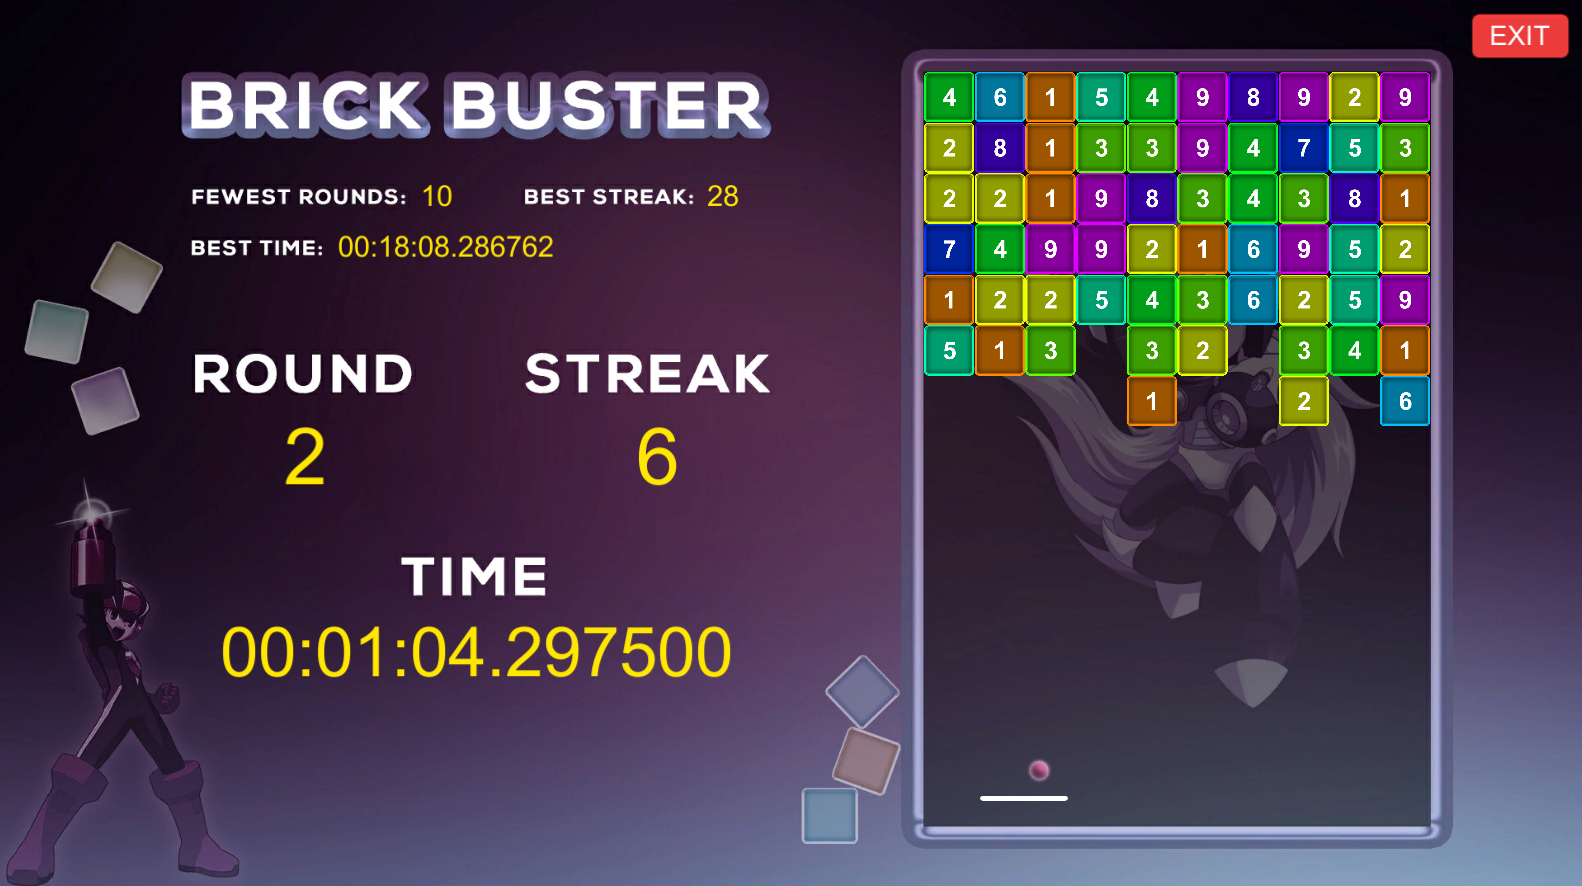 EXIT
BRICK BUSTER
FEWEST ROUNDS: 10 BEST STREAK: 28
BEST TIME: 00:18:08.286762
ROUND STREAK
2 6
TIME
00:01:04.297500
4 6 1 5 4 9 8 9 2 9
2 8 1 3 3 9 4 7 5 3
2 2 1 9 8 3 4 3 8 1
7 4 9 9 2 1 6 9 5 2
1 2 2 5 4 3 6 2 5 9
5 1 3 3 2 3 4 1
1 2 6